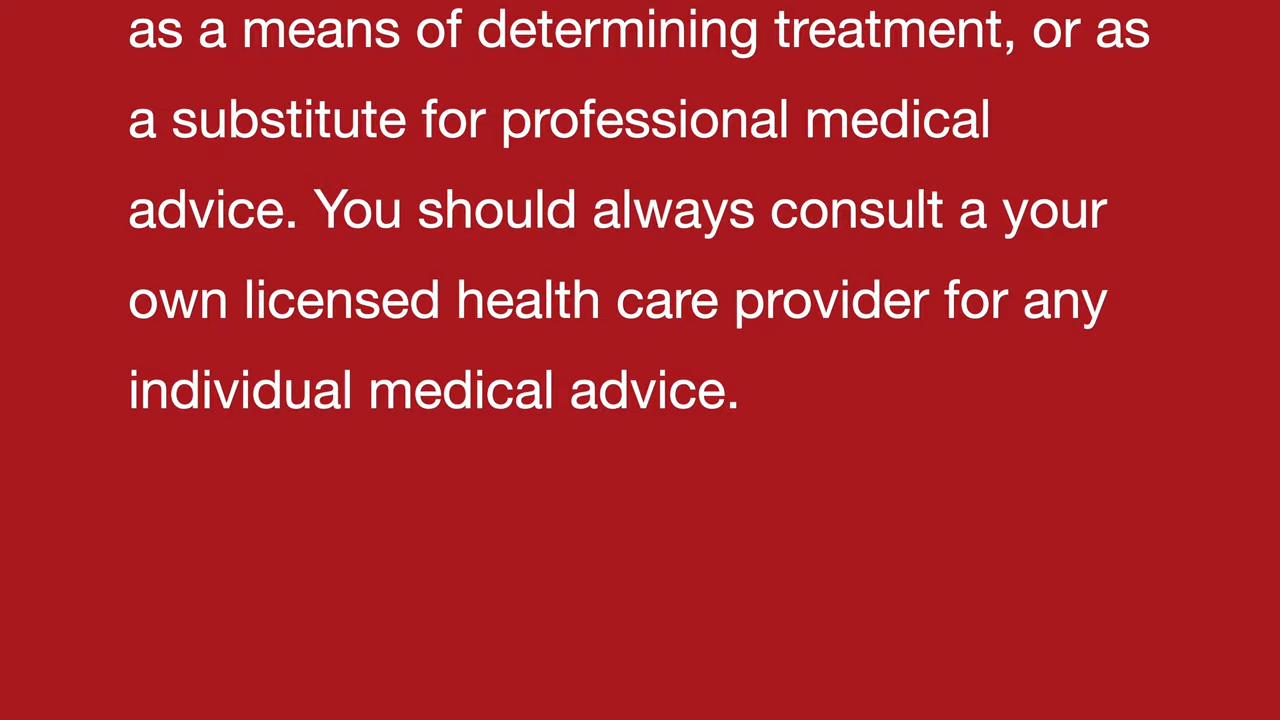 as a means of determining treatment, or as
a substitute for professional medical
advice. You should always consult a your
own licensed health care provider for any
individual medical advice.